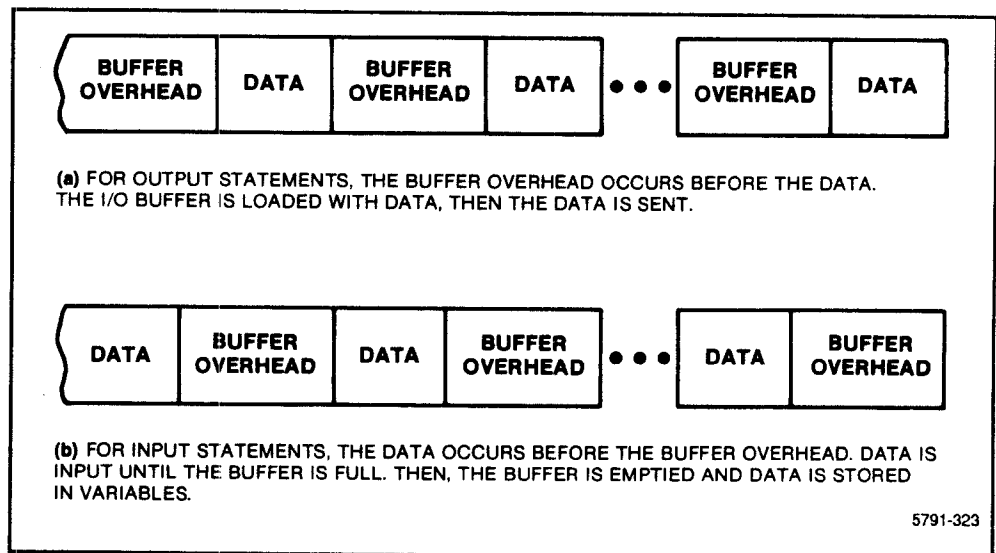 BUFFER OVERHEAD DATA BUFFER OVERHEAD DATA ••• BUFFER OVERHEAD DATA
(a) FOR OUTPUT STATEMENTS, THE BUFFER OVERHEAD OCCURS BEFORE THE DATA.
THE I/O BUFFER IS LOADED WITH DATA, THEN THE DATA IS SENT.
DATA BUFFER OVERHEAD DATA BUFFER OVERHEAD ••• DATA BUFFER OVERHEAD
(b) FOR INPUT STATEMENTS, THE DATA OCCURS BEFORE THE BUFFER OVERHEAD. DATA IS
INPUT UNTIL THE BUFFER IS FULL. THEN, THE BUFFER IS EMPTIED AND DATA IS STORED
IN VARIABLES.
5791-323